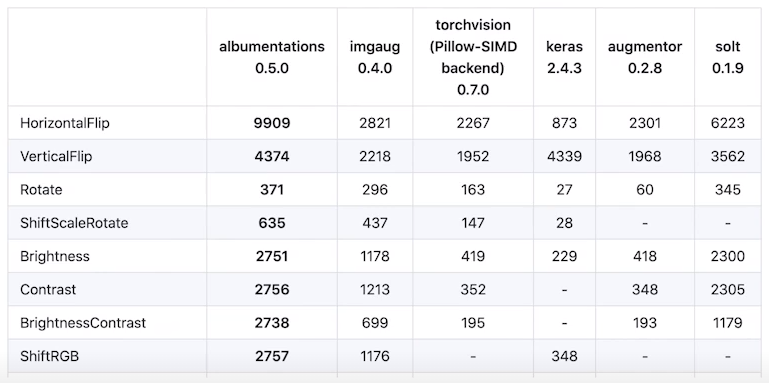 albumentations 0.5.0 imgaug 0.4.0 torchvision (Pillow-SIMD backend) 0.7.0 keras 2.4.3 augmentor 0.2.8 solt 0.1.9
HorizontalFlip 9909 2821 2267 873 2301 6223
VerticalFlip 4374 2218 1952 4339 1968 3562
Rotate 371 296 163 27 60 345
ShiftScaleRotate 635 437 147 28 - -
Brightness 2751 1178 419 229 418 2300
Contrast 2756 1213 352 - 348 2305
BrightnessContrast 2738 699 195 - 193 1179
ShiftRGB 2757 1176 - 348 - -